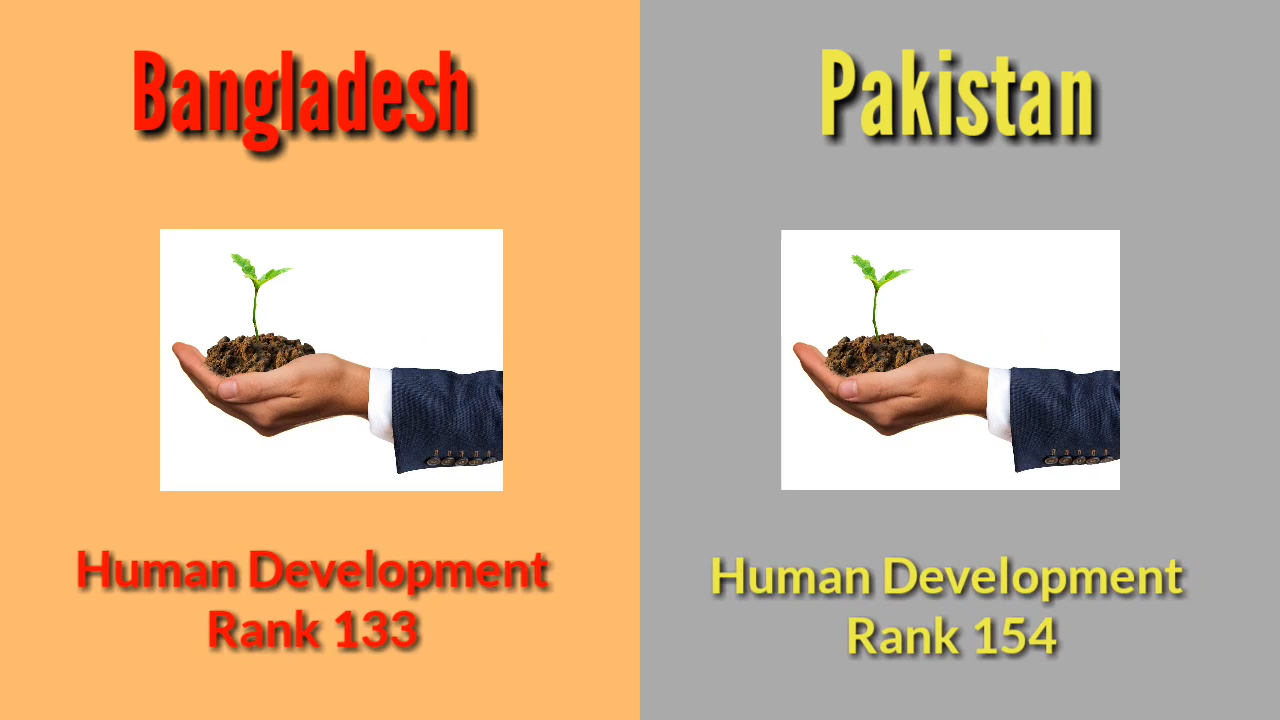 Bangladesh
Human Development
Rank 133
Pakistan
Human Development
Rank 154